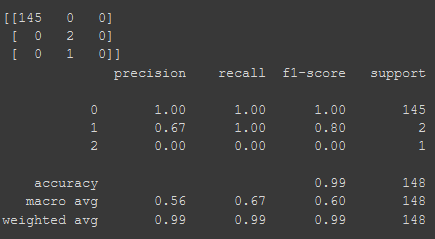 [[145 0 0]
[ 0 2 0]
[ 0 1 0]]
precision recall f1-score support
0 1.00 1.00 1.00 145
1 0.67 1.00 0.80 2
2 0.00 0.00 0.00 1
accuracy 0.99 148
macro avg 0.56 0.67 0.60 148
weighted avg 0.99 0.99 0.99 148